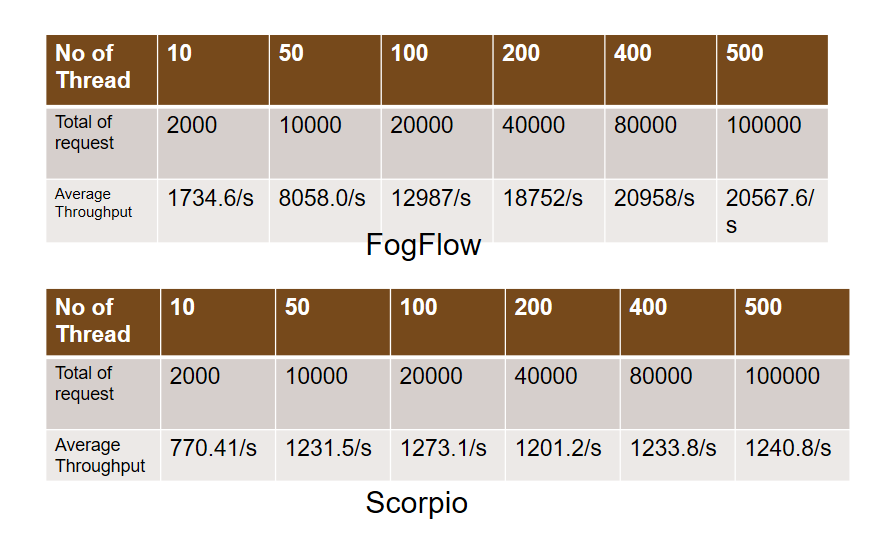 No of Thread 10 50 100 200 400 500
Total of request 2000 10000 20000 40000 80000 100000
Average Throughput 1734.6/s 8058.0/s 12987/s 18752/s 20958/s 20567.6/s
FogFlow
No of Thread 10 50 100 200 400 500
Total of request 2000 10000 20000 40000 80000 100000
Average Throughput 770.41/s 1231.5/s 1273.1/s 1201.2/s 1233.8/s 1240.8/s
Scorpio